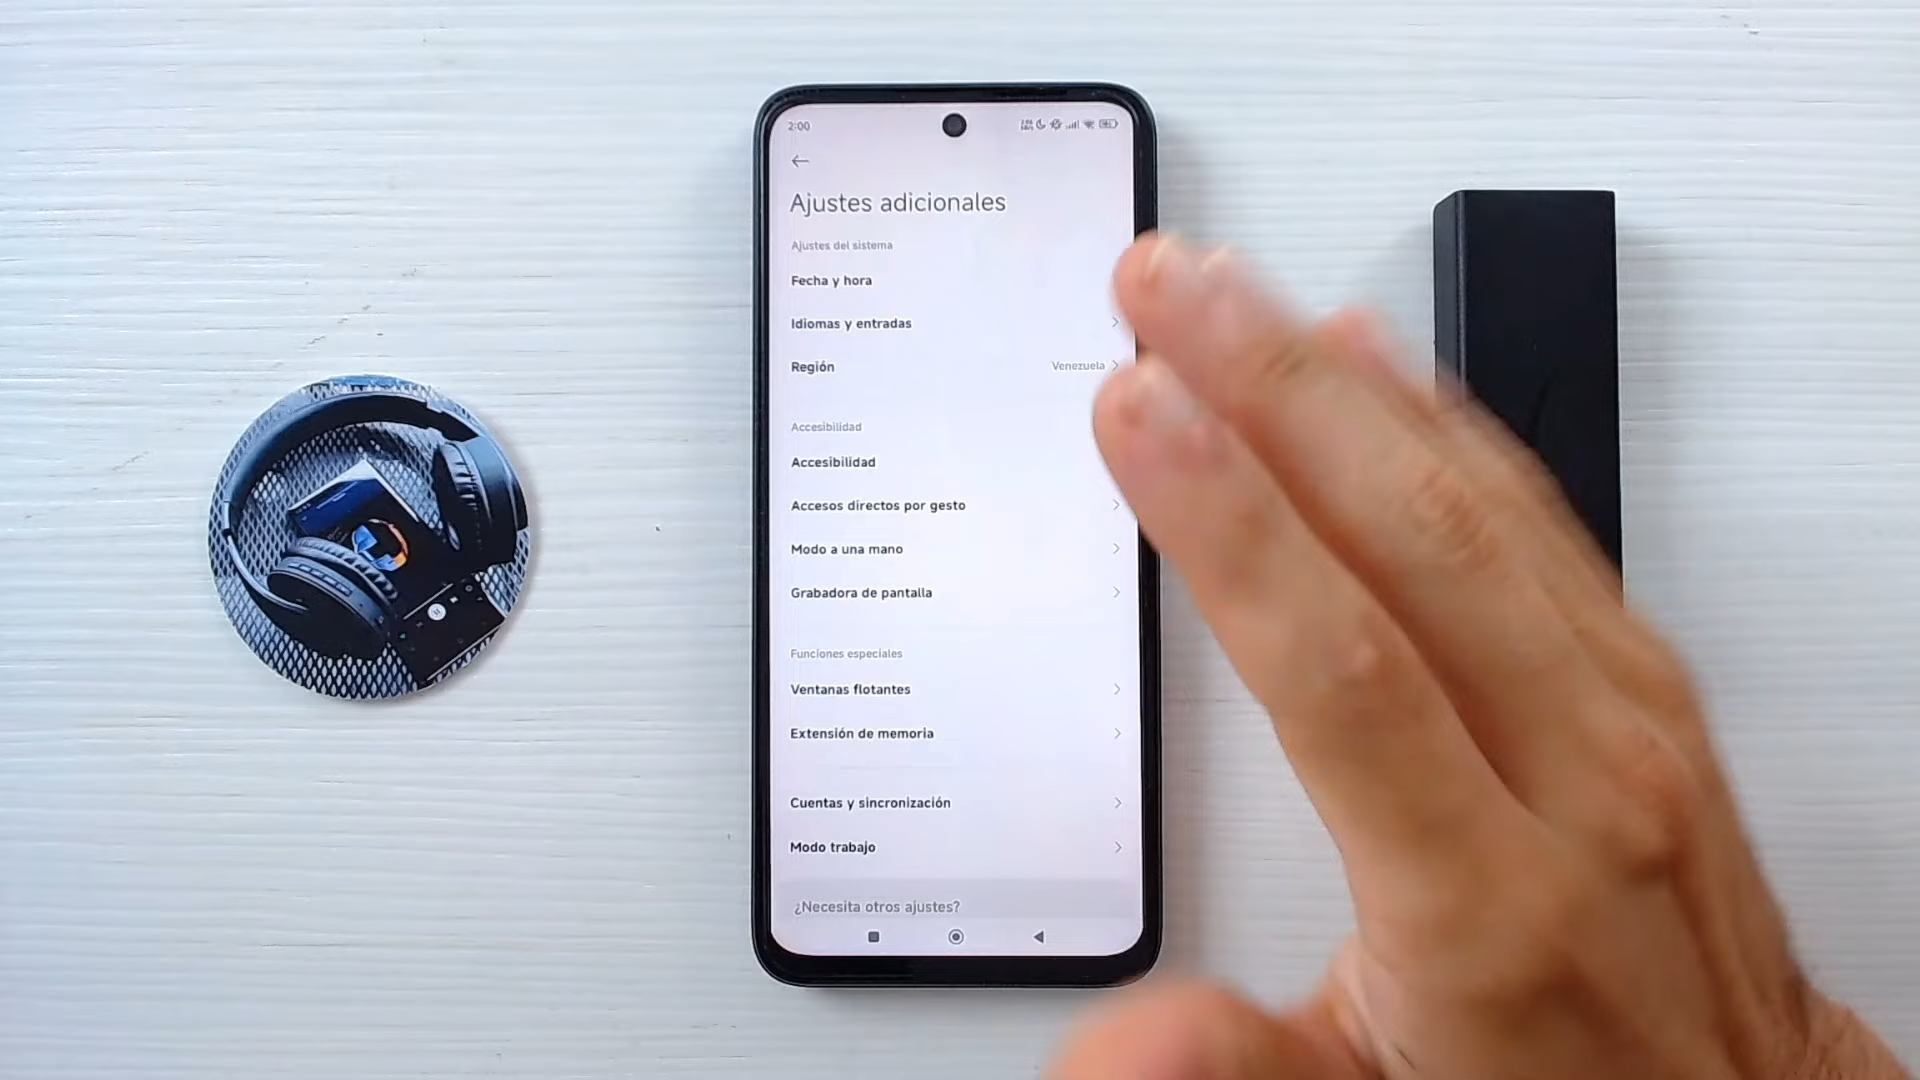 2:00
Ajustes adicionales
Ajustes del sistema
Fecha y hora
Idiomas y entradas
Región Venezuela
Accesibilidad
Accesibilidad
Accesos directos por gesto
Modo a una mano
Grabadora de pantalla
Funciones especiales
Ventanas flotantes
Extensión de memoria
Cuentas y sincronización
Modo trabajo
¿Necesita otros ajustes?